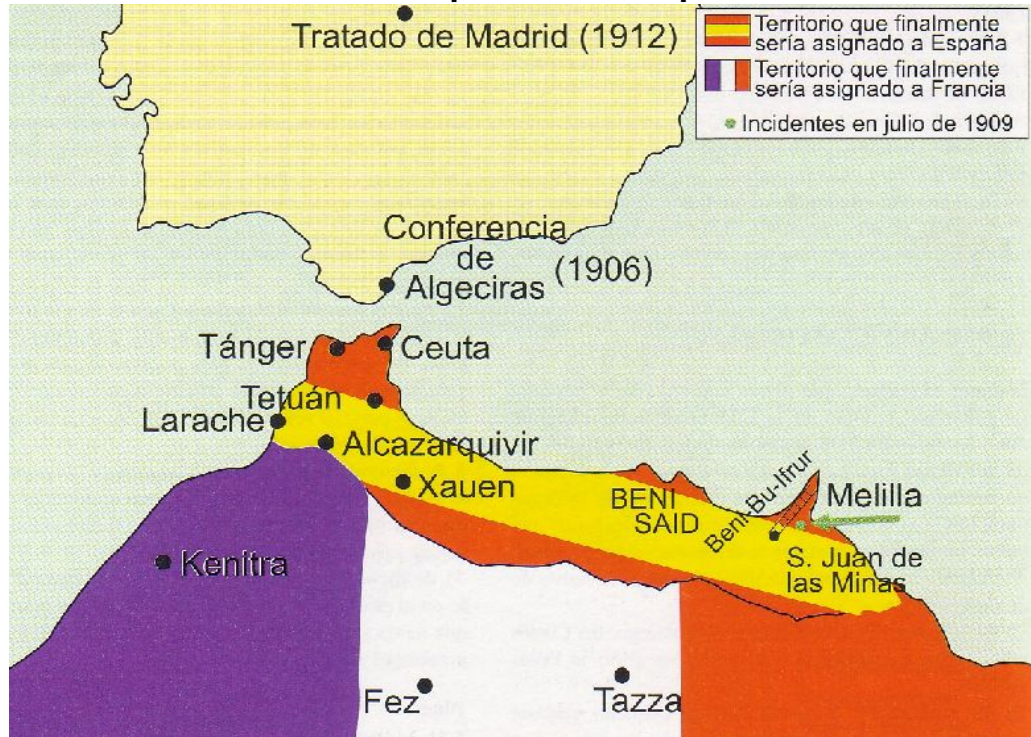 Tratado de Madrid (1912)
Territorio que finalmente
sería asignado a España
Territorio que finalmente
sería asignado a Francia
Incidentes en julio de 1909
Conferencia
de
Algeciras
(1906)
Tánger
Ceuta
Tetuán
Larache
Alcazarquivir
Xauen
BENI
SAID
Beni-Bu-Ifrur
Melilla
S. Juan de
las Minas
Kenitra
Fez
Tazza